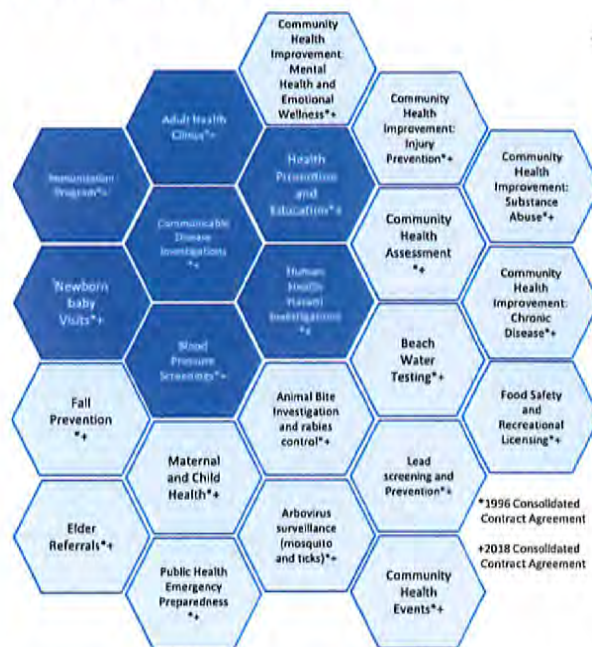 Community
Health
Improvement:
Mental
Health and
Emotional
Wellness*+
Adult Health
Clinics*+
Community
Health
Improvement:
Injury
Prevention*+
Immunization
Program*+
Health
Promotion
and
Education*+
Community
Health
Improvement:
Substance
Abuse*+
Communicable
Disease
Investigations
*+
Community
Health
Assessment
*+
Newborn
baby
Visits*+
Human
Health
Hazard
Investigations
*+
Community
Health
Improvement:
Chronic
Disease*+
Blood
Pressure
Screenings*+
Beach
Water
Testing*+
Fall
Prevention
*+
Animal Bite
Investigation
and rabies
control*+
Food Safety
and
Recreational
Licensing*+
Maternal
and Child
Health*+
Lead
screening and
Prevention*+
Elder
Referrals*+
Arbovirus
surveillance
(mosquito
and ticks)*+
Public Health
Emergency
Preparedness
*+
Community
Health
Events*+
*1996 Consolidated
Contract Agreement
+2018 Consolidated
Contract Agreement